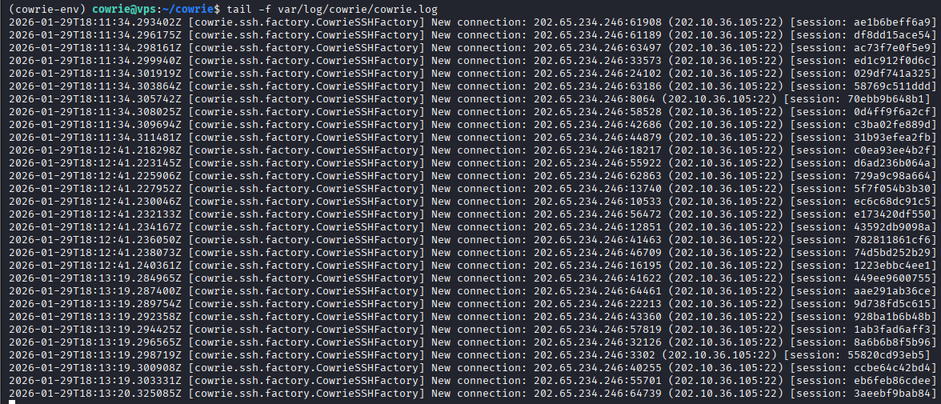 (cowrie-env) cowrie@vps:~/cowrie$ tail -f var/log/cowrie/cowrie.log
2026-01-29T18:11:34.293402Z [cowrie.ssh.factory.CowrieSSHFactory] New connection: 202.65.234.246:61908 (202.10.36.105:22) [session: ae1b6beff6a9]
2026-01-29T18:11:34.296175Z [cowrie.ssh.factory.CowrieSSHFactory] New connection: 202.65.234.246:61189 (202.10.36.105:22) [session: df8dd15ace54]
2026-01-29T18:11:34.298161Z [cowrie.ssh.factory.CowrieSSHFactory] New connection: 202.65.234.246:63497 (202.10.36.105:22) [session: ac73f7e0f5e9]
2026-01-29T18:11:34.299940Z [cowrie.ssh.factory.CowrieSSHFactory] New connection: 202.65.234.246:33573 (202.10.36.105:22) [session: ed1c912f0d6c]
2026-01-29T18:11:34.301919Z [cowrie.ssh.factory.CowrieSSHFactory] New connection: 202.65.234.246:24102 (202.10.36.105:22) [session: 029df741a325]
2026-01-29T18:11:34.303864Z [cowrie.ssh.factory.CowrieSSHFactory] New connection: 202.65.234.246:63186 (202.10.36.105:22) [session: 58769c511ddd]
2026-01-29T18:11:34.305742Z [cowrie.ssh.factory.CowrieSSHFactory] New connection: 202.65.234.246:8064 (202.10.36.105:22) [session: 70ebb9b648b1]
2026-01-29T18:11:34.308025Z [cowrie.ssh.factory.CowrieSSHFactory] New connection: 202.65.234.246:58528 (202.10.36.105:22) [session: 0d4ff9f6a2cf]
2026-01-29T18:11:34.309694Z [cowrie.ssh.factory.CowrieSSHFactory] New connection: 202.65.234.246:42686 (202.10.36.105:22) [session: c3ba02fe889d]
2026-01-29T18:11:34.311481Z [cowrie.ssh.factory.CowrieSSHFactory] New connection: 202.65.234.246:44879 (202.10.36.105:22) [session: 31b93efea2fb]
2026-01-29T18:12:41.218298Z [cowrie.ssh.factory.CowrieSSHFactory] New connection: 202.65.234.246:18217 (202.10.36.105:22) [session: c0ea93ee4b2f]
2026-01-29T18:12:41.223145Z [cowrie.ssh.factory.CowrieSSHFactory] New connection: 202.65.234.246:55922 (202.10.36.105:22) [session: d6ad236b064a]
2026-01-29T18:12:41.225906Z [cowrie.ssh.factory.CowrieSSHFactory] New connection: 202.65.234.246:62863 (202.10.36.105:22) [session: 729a9c98a664]
2026-01-29T18:12:41.227952Z [cowrie.ssh.factory.CowrieSSHFactory] New connection: 202.65.234.246:13740 (202.10.36.105:22) [session: 5f7f054b3b30]
2026-01-29T18:12:41.230046Z [cowrie.ssh.factory.CowrieSSHFactory] New connection: 202.65.234.246:10533 (202.10.36.105:22) [session: ec6c68dc91c5]
2026-01-29T18:12:41.232133Z [cowrie.ssh.factory.CowrieSSHFactory] New connection: 202.65.234.246:56472 (202.10.36.105:22) [session: e173420df550]
2026-01-29T18:12:41.234167Z [cowrie.ssh.factory.CowrieSSHFactory] New connection: 202.65.234.246:12851 (202.10.36.105:22) [session: 43592db9098a]
2026-01-29T18:12:41.236050Z [cowrie.ssh.factory.CowrieSSHFactory] New connection: 202.65.234.246:41463 (202.10.36.105:22) [session: 782811861cf6]
2026-01-29T18:12:41.238073Z [cowrie.ssh.factory.CowrieSSHFactory] New connection: 202.65.234.246:46709 (202.10.36.105:22) [session: 74d5bd252b29]
2026-01-29T18:12:41.240361Z [cowrie.ssh.factory.CowrieSSHFactory] New connection: 202.65.234.246:16195 (202.10.36.105:22) [session: 1223ebbc4ee1]
2026-01-29T18:13:19.284965Z [cowrie.ssh.factory.CowrieSSHFactory] New connection: 202.65.234.246:41622 (202.10.36.105:22) [session: 449ee9600755]
2026-01-29T18:13:19.287400Z [cowrie.ssh.factory.CowrieSSHFactory] New connection: 202.65.234.246:64461 (202.10.36.105:22) [session: 3ae291ab36ce]
2026-01-29T18:13:19.289754Z [cowrie.ssh.factory.CowrieSSHFactory] New connection: 202.65.234.246:22213 (202.10.36.105:22) [session: 9d738fd5c615]
2026-01-29T18:13:19.292358Z [cowrie.ssh.factory.CowrieSSHFactory] New connection: 202.65.234.246:43360 (202.10.36.105:22) [session: 928ba1b6b48b]
2026-01-29T18:13:19.294425Z [cowrie.ssh.factory.CowrieSSHFactory] New connection: 202.65.234.246:57819 (202.10.36.105:22) [session: 1ab3fad6aff3]
2026-01-29T18:13:19.296565Z [cowrie.ssh.factory.CowrieSSHFactory] New connection: 202.65.234.246:32126 (202.10.36.105:22) [session: 8a6b6b8f5b96]
2026-01-29T18:13:19.298719Z [cowrie.ssh.factory.CowrieSSHFactory] New connection: 202.65.234.246:3302 (202.10.36.105:22) [session: 55820cd93eb5]
2026-01-29T18:13:19.300908Z [cowrie.ssh.factory.CowrieSSHFactory] New connection: 202.65.234.246:40255 (202.10.36.105:22) [session: ccbe64c42bd4]
2026-01-29T18:13:19.303331Z [cowrie.ssh.factory.CowrieSSHFactory] New connection: 202.65.234.246:55701 (202.10.36.105:22) [session: eb6feb86cdee]
2026-01-29T18:13:20.325085Z [cowrie.ssh.factory.CowrieSSHFactory] New connection: 202.65.234.246:64739 (202.10.36.105:22) [session: 3aeebf9bab84]